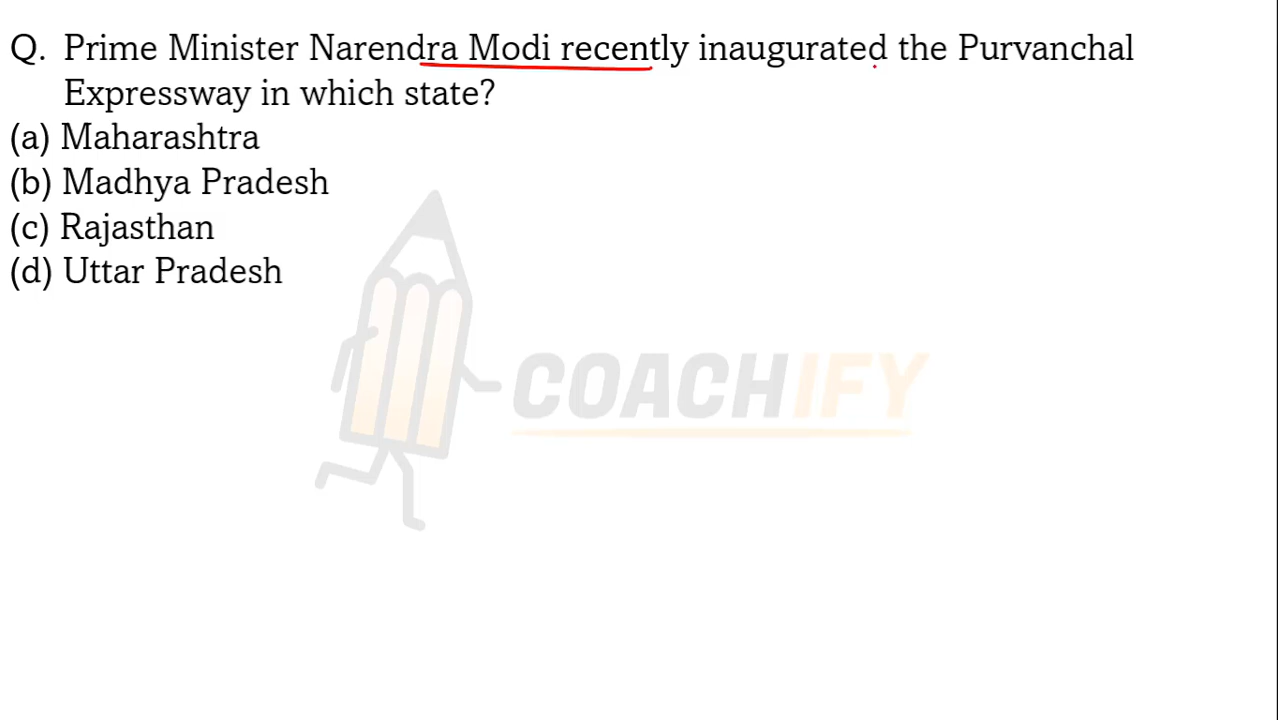 Q. Prime Minister Narendra Modi recently inaugurated the Purvanchal
Expressway in which state?
(a) Maharashtra
(b) Madhya Pradesh
(c) Rajasthan
(d) Uttar Pradesh
COACHIFY